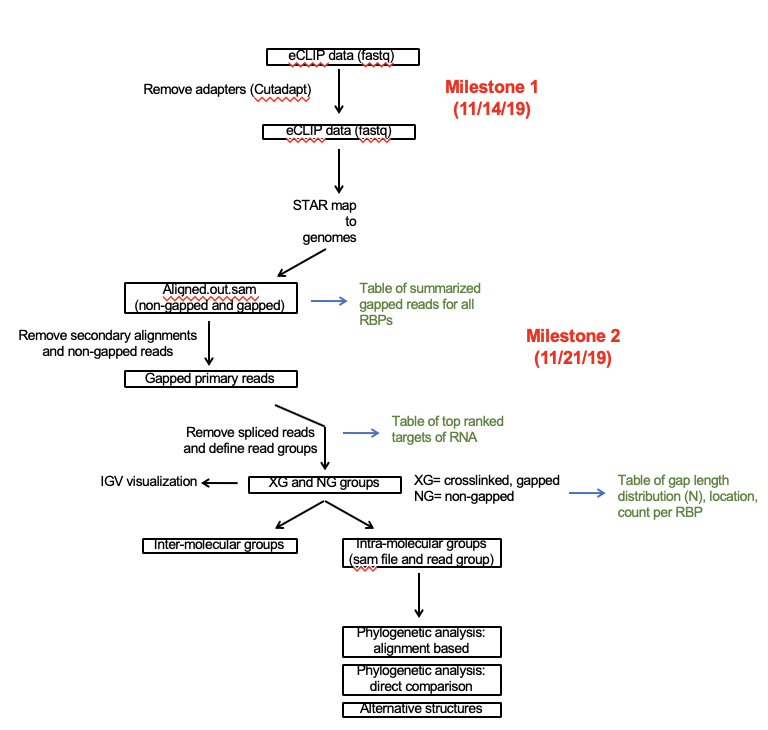 eCLIP data (fastq)
Remove adapters (Cutadapt)
Milestone 1
(11/14/19)
eCLIP data (fastq)
STAR map
to
genomes
Aligned.out.sam
(non-gapped and gapped)
Table of summarized
gapped reads for all
RBPs
Remove secondary alignments
and non-gapped reads
Milestone 2
(11/21/19)
Gapped primary reads
Remove spliced reads
and define read groups
Table of top ranked
targets of RNA
IGV visualization
XG and NG groups
XG= crosslinked, gapped
NG= non-gapped
Table of gap length
distribution (N), location,
count per RBP
Inter-molecular groups
Intra-molecular groups
(sam file and read group)
Phylogenetic analysis:
alignment based
Phylogenetic analysis:
direct comparison
Alternative structures